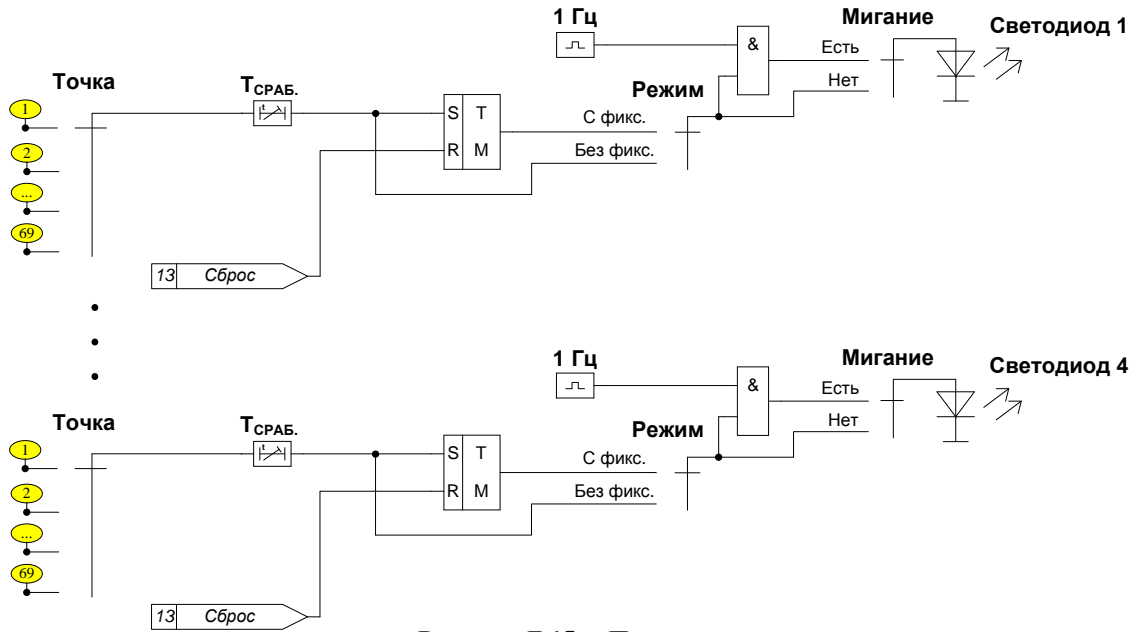 1 Гц
Мигание
Светодиод 1
&
Есть
Нет
Точка
TСРАБ.
Режим
1
t
S T
С фикс.
2
R M
Без фикс.
...
69
13 Сброс
1 Гц
Мигание
Светодиод 4
&
Есть
Нет
Точка
TСРАБ.
Режим
1
t
S T
С фикс.
2
R M
Без фикс.
...
69
13 Сброс